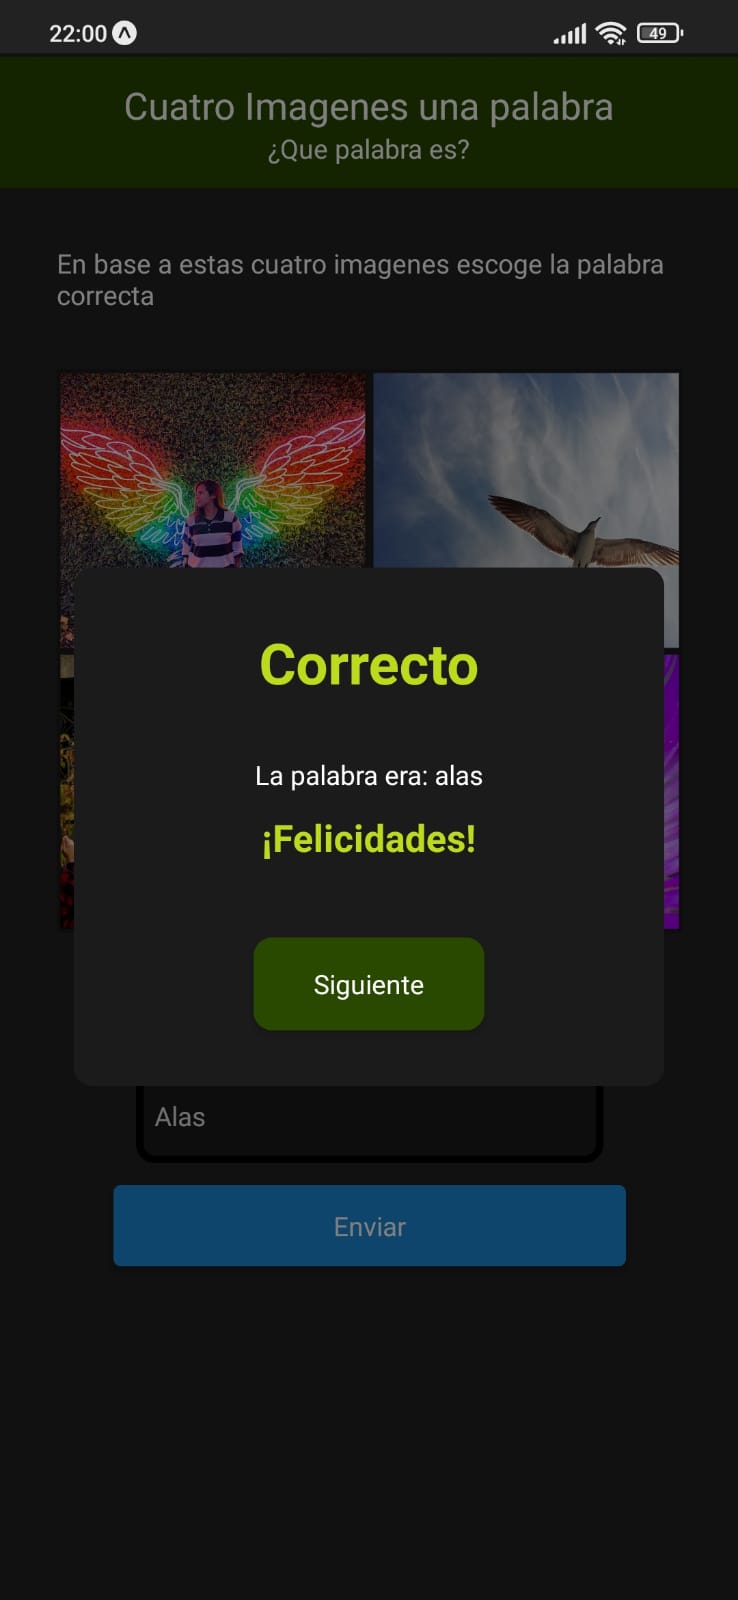 22:00
49
Cuatro Imagenes una palabra
¿Que palabra es?
En base a estas cuatro imagenes escoge la palabra
correcta
Correcto
La palabra era: alas
¡Felicidades!
Siguiente
Alas
Enviar